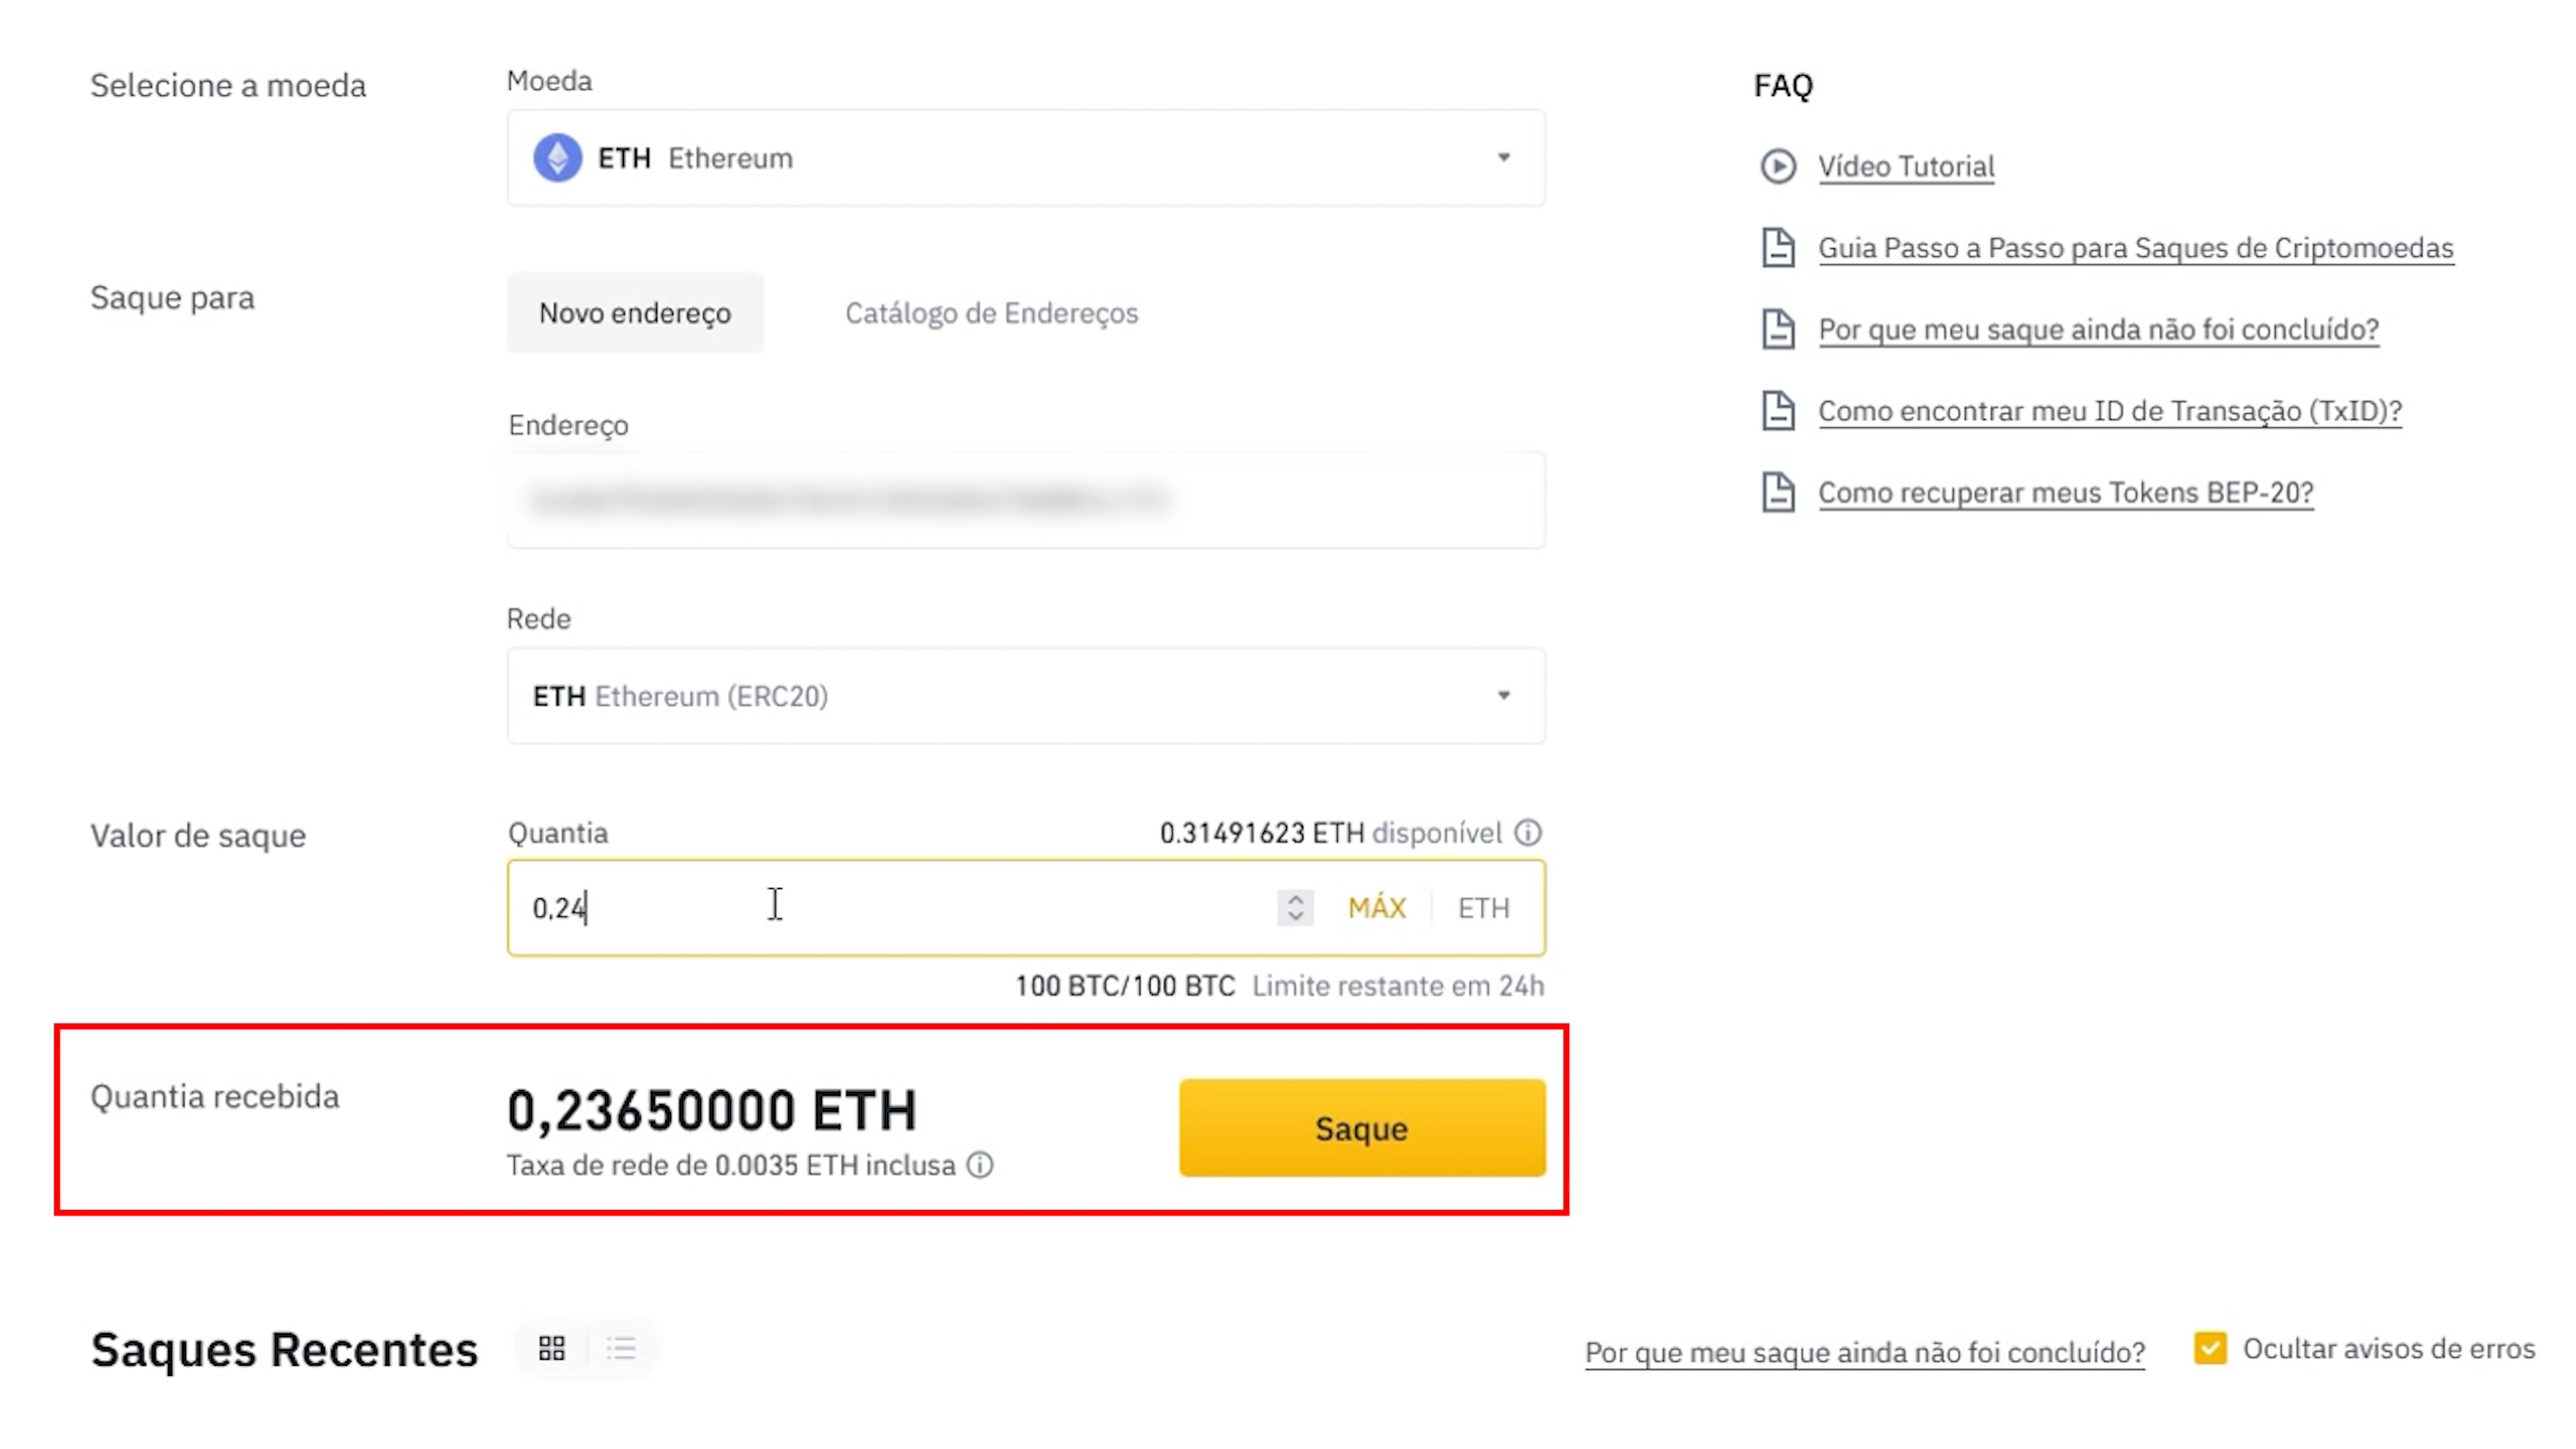 Selecione a moeda
Moeda
ETH Ethereum
Saque para
Novo endereço
Catálogo de Endereços
Endereço
Rede
ETH Ethereum (ERC20)
Valor de saque
Quantia
0.31491623 ETH disponível
0,24
MÁX
ETH
100 BTC/100 BTC Limite restante em 24h
Quantia recebida
0,23650000 ETH
Taxa de rede de 0.0035 ETH inclusa
Saque
FAQ
Vídeo Tutorial
Guia Passo a Passo para Saques de Criptomoedas
Por que meu saque ainda não foi concluído?
Como encontrar meu ID de Transação (TxID)?
Como recuperar meus Tokens BEP-20?
Saques Recentes
Por que meu saque ainda não foi concluído?
Ocultar avisos de erros